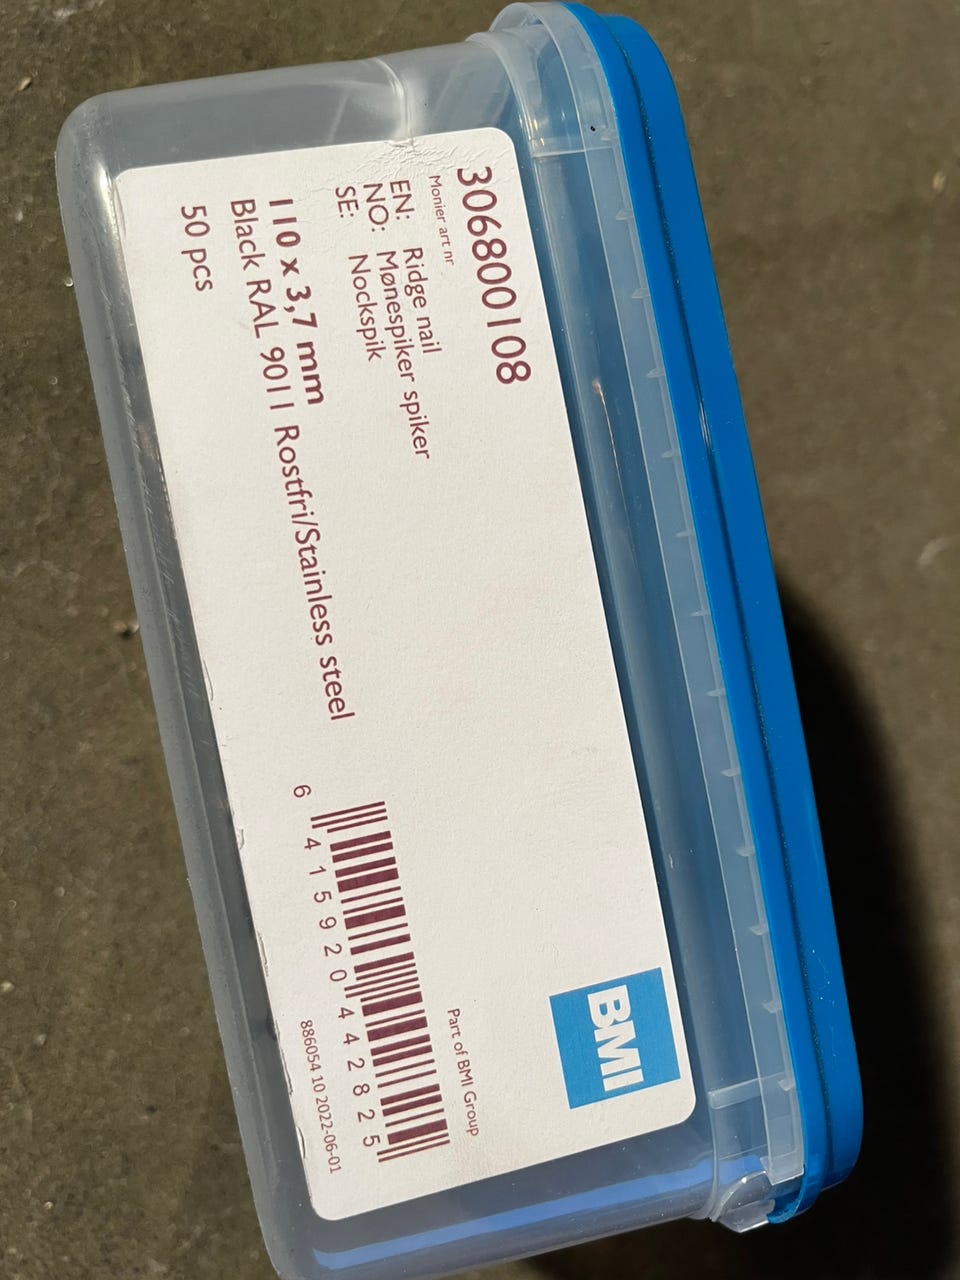 306800108
Monier art nr
EN: Ridge nail
NO: Mønespiker spiker
SE: Nockspik
110 x 3,7 mm
Black RAL 9011 Rostfri/Stainless steel
50 pcs
BMI
Part of BMI Group
6 415920 442825
886054 10 2022-06-01